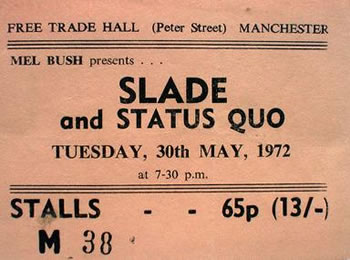 FREE TRADE HALL (Peter Street) MANCHESTER
MEL BUSH presents . . .
SLADE
and STATUS QUO
TUESDAY, 30th MAY, 1972
at 7-30 p.m.
STALLS - - 65p (13/-)
M 38